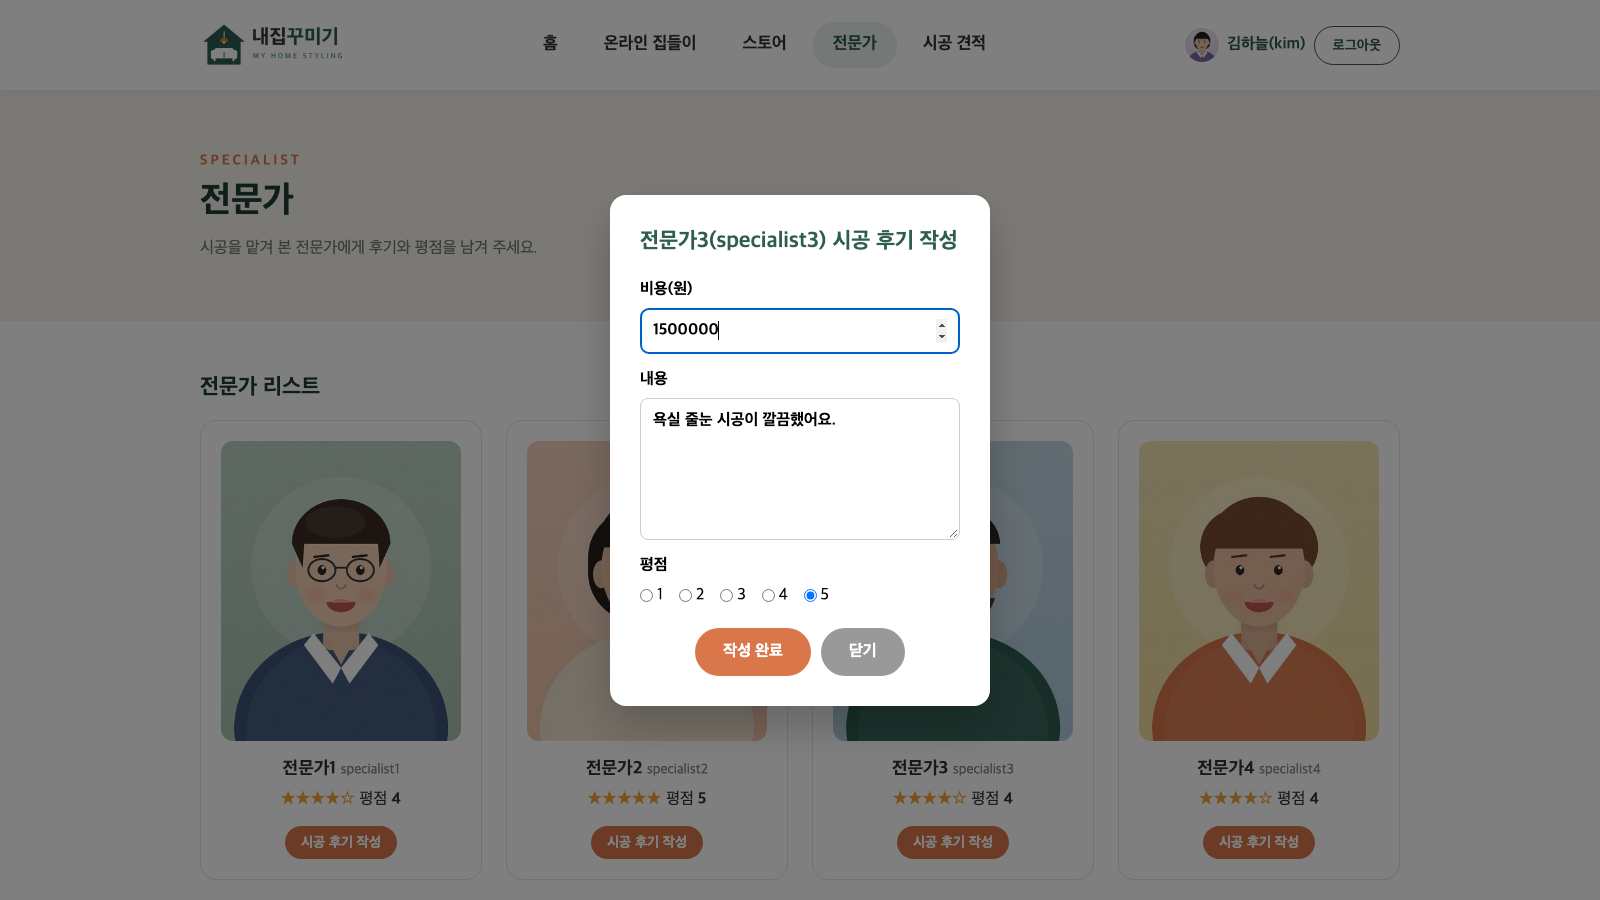 내집꾸미기
MY HOME STYLING
홈
온라인 집들이
스토어
전문가
시공 견적
김하늘(kim)
로그아웃
SPECIALIST
전문가
시공을 맡겨 본 전문가에게 후기와 평점을 남겨 주세요.
전문가3(specialist3) 시공 후기 작성
비용(원)
1500000
내용
욕실 줄눈 시공이 깔끔했어요.
평점
1 2 3 4 5
작성 완료
닫기
전문가 리스트
전문가1 specialist1
★★★★☆ 평점 4
시공 후기 작성
전문가2 specialist2
★★★★★ 평점 5
시공 후기 작성
전문가3 specialist3
★★★★☆ 평점 4
시공 후기 작성
전문가4 specialist4
★★★★☆ 평점 4
시공 후기 작성